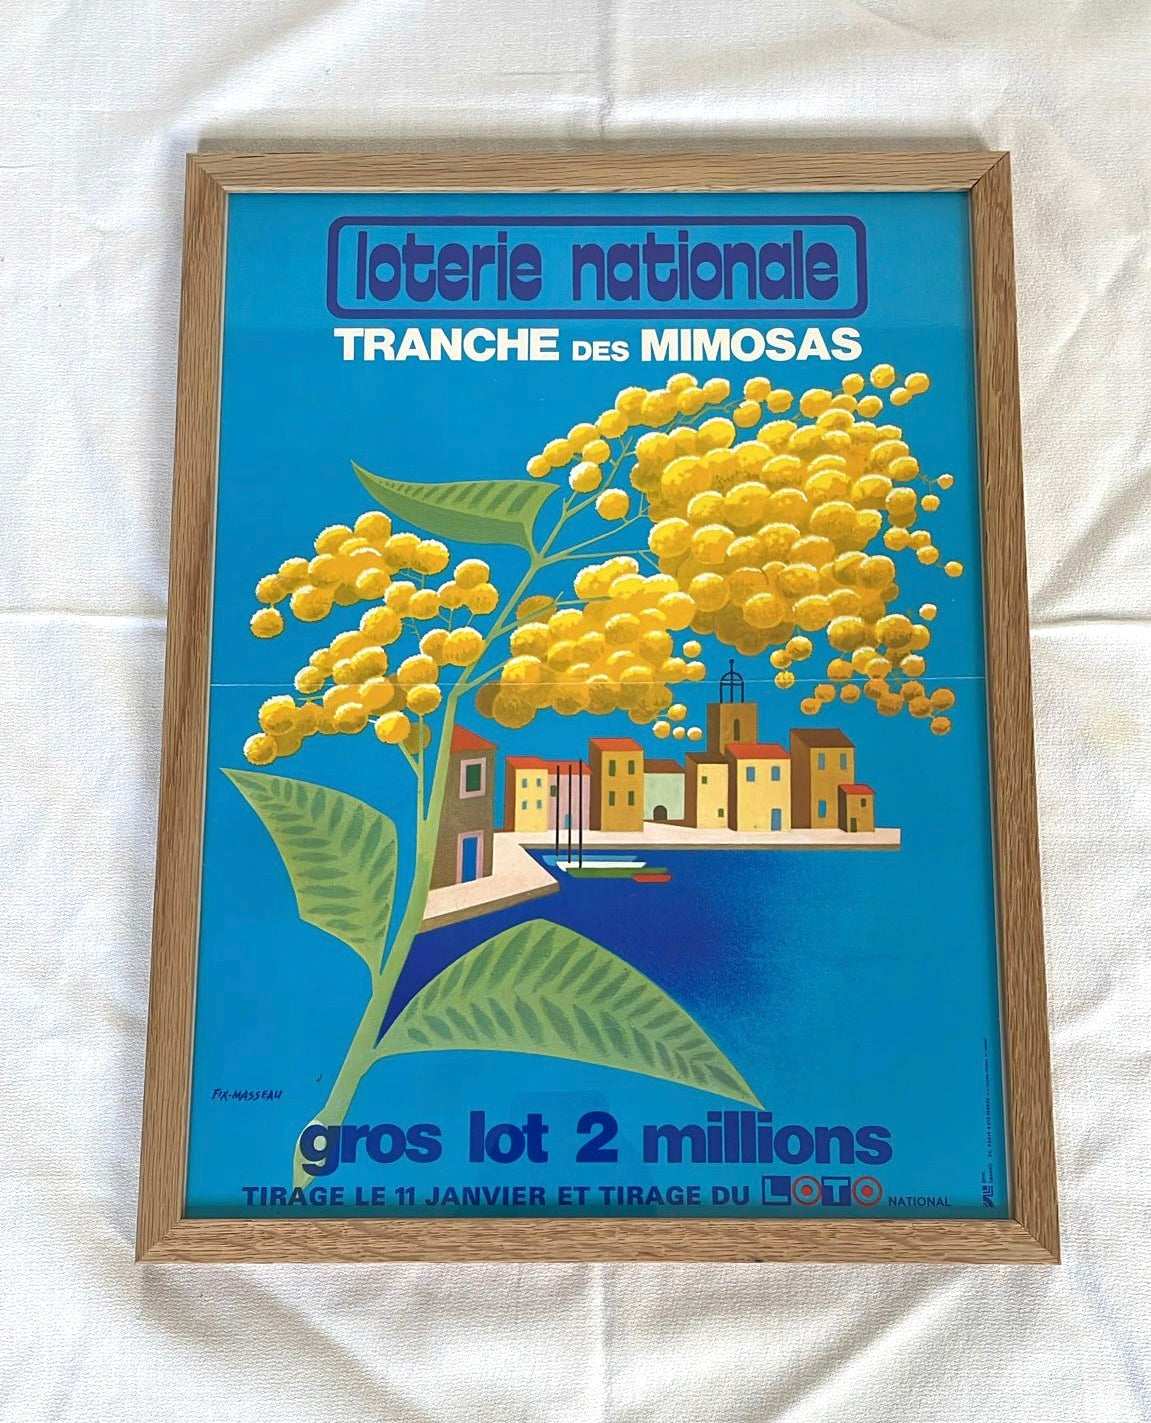 loterie nationale
TRANCHE DES MIMOSAS
FIX-MASSEAU
gros lot 2 millions
TIRAGE LE 11 JANVIER ET TIRAGE DU LOTO NATIONAL